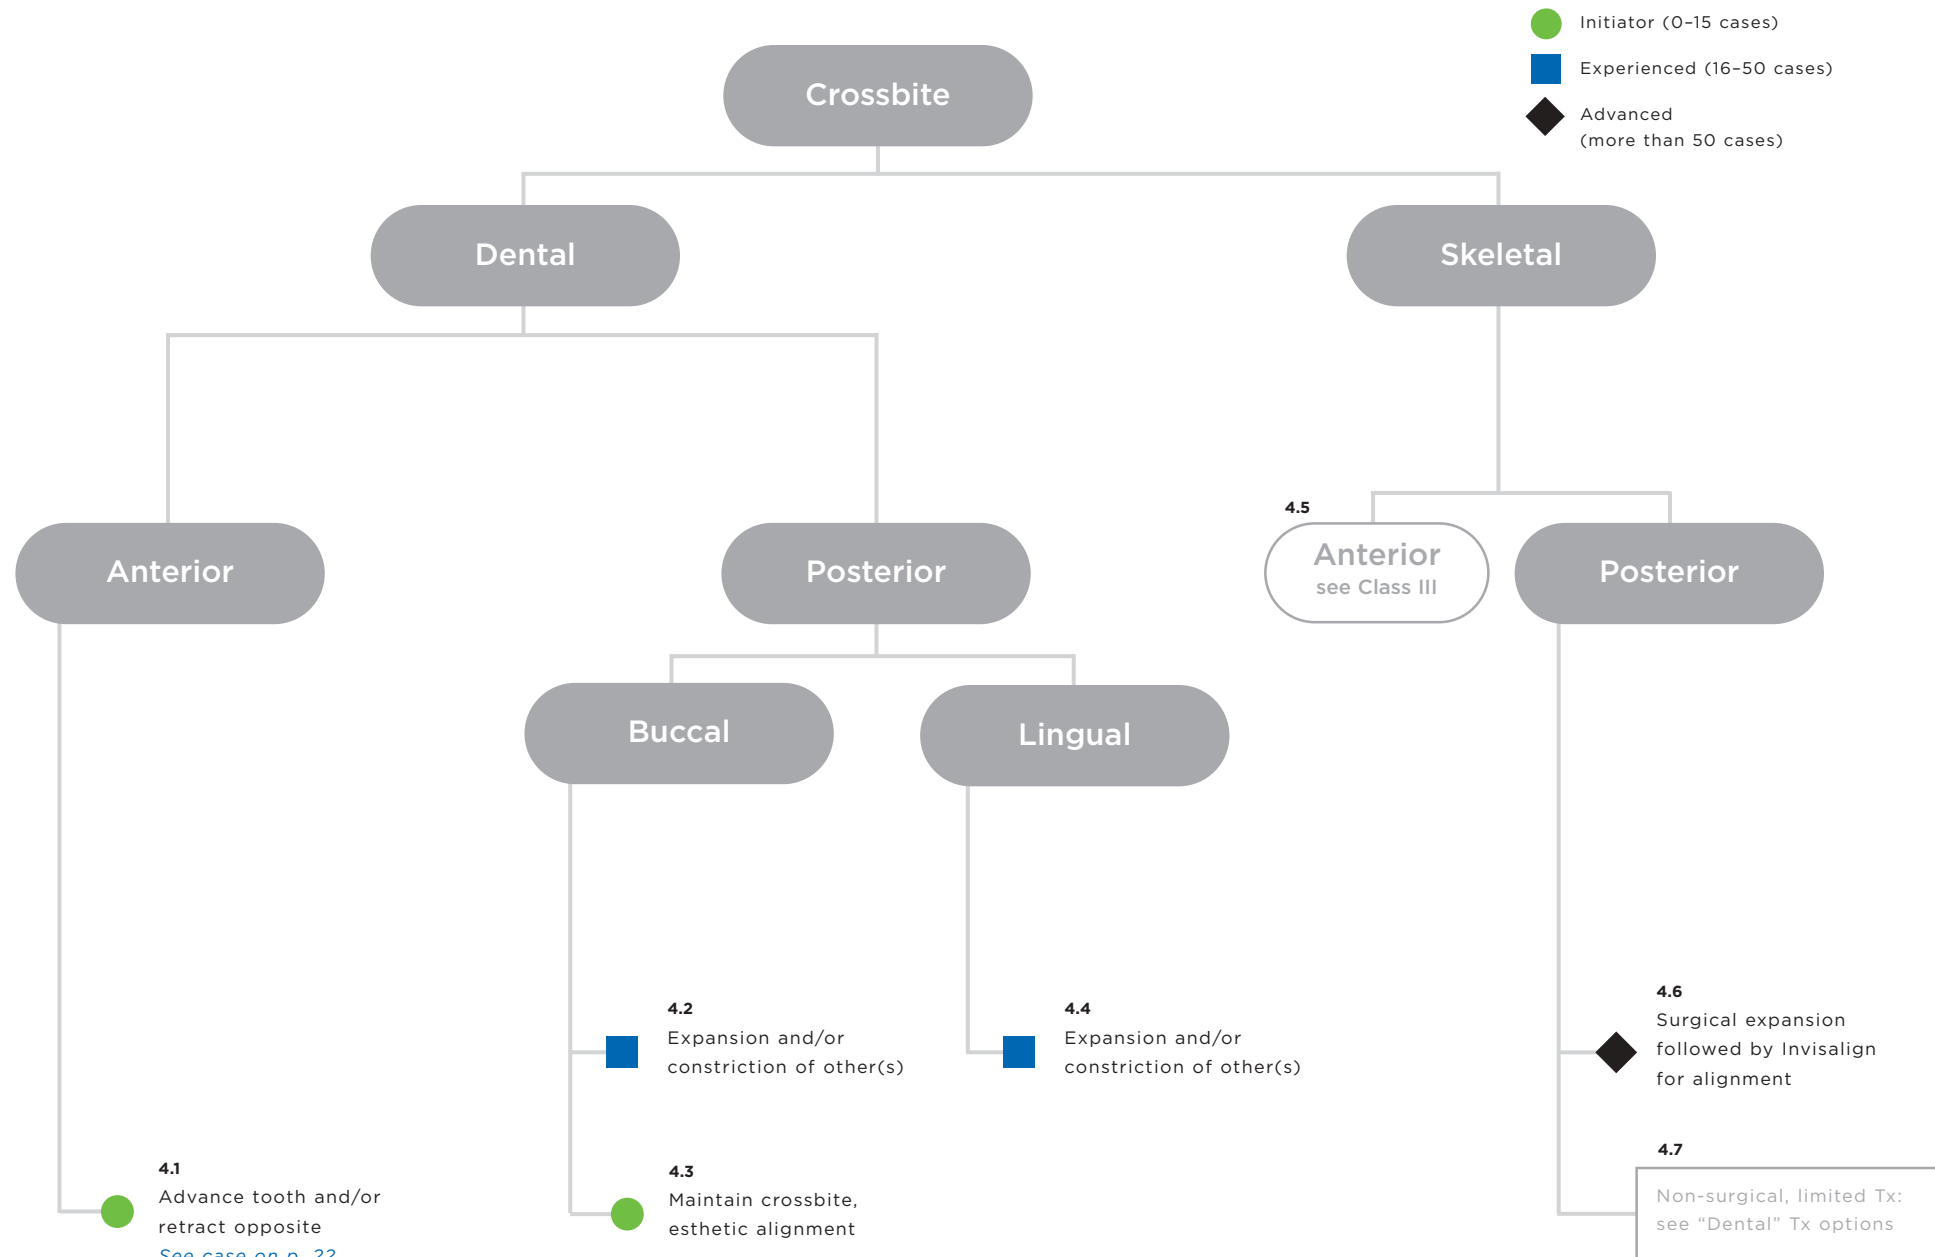 Initiator (0–15 cases)
Experienced (16–50 cases)
Advanced
(more than 50 cases)
Crossbite
Dental
Skeletal
Anterior
Posterior
4.5
Anterior
see Class III
Posterior
Buccal
Lingual
4.2
Expansion and/or
constriction of other(s)
4.4
Expansion and/or
constriction of other(s)
4.6
Surgical expansion
followed by Invisalign
for alignment
4.1
Advance tooth and/or
retract opposite
See case on p. 22
4.3
Maintain crossbite,
esthetic alignment
4.7
Non-surgical, limited Tx:
see “Dental” Tx options